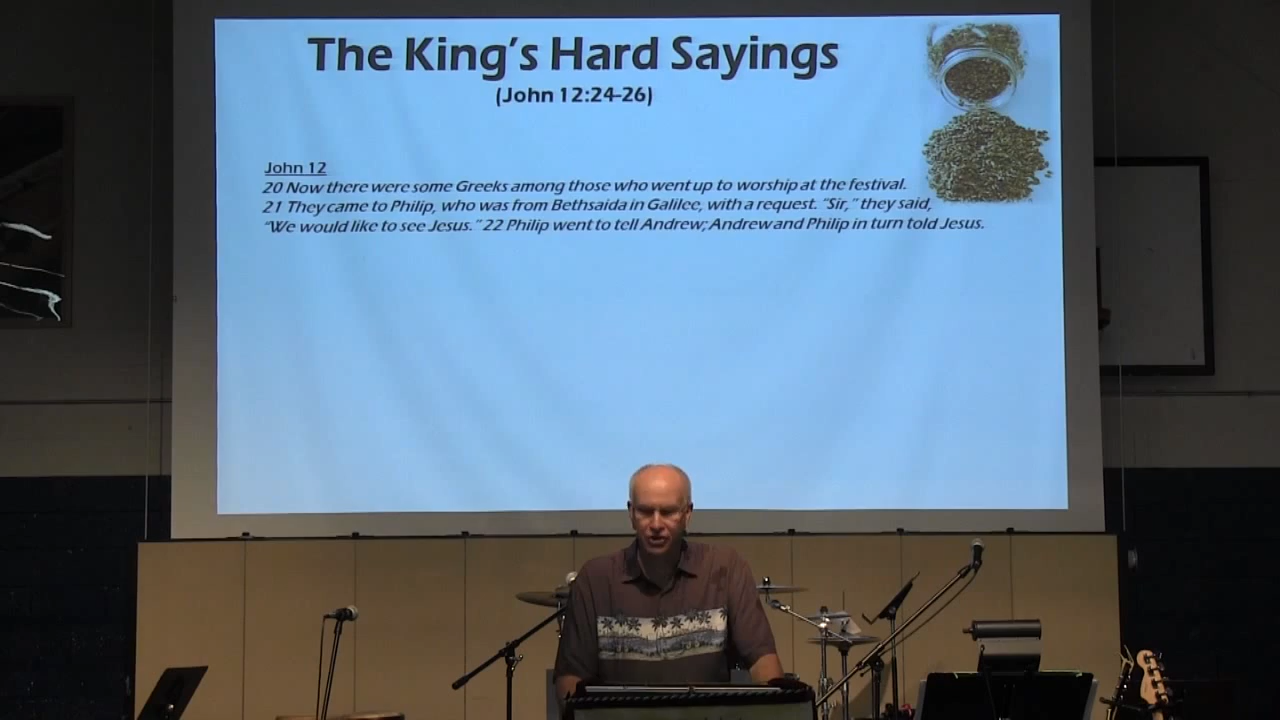 The King's Hard Sayings
(John 12:24-26)
John 12
20 Now there were some Greeks among those who went up to worship at the festival.
21 They came to Philip, who was from Bethsaida in Galilee, with a request. "Sir," they said,
"We would like to see Jesus." 22 Philip went to tell Andrew; Andrew and Philip in turn told Jesus.